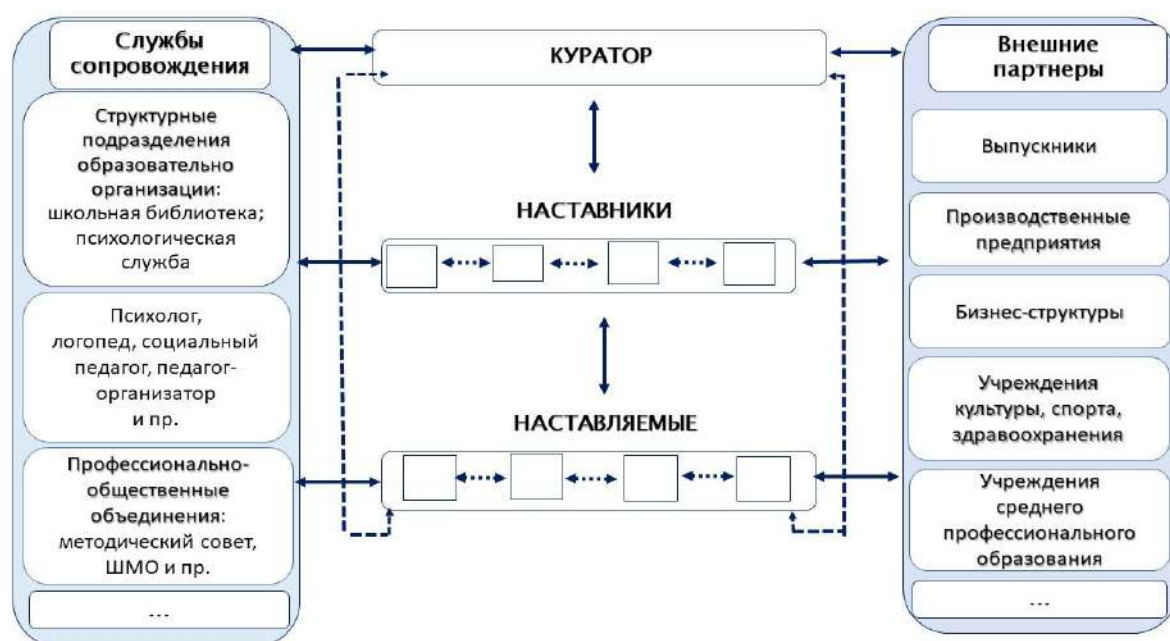 Службы
сопровождения
Структурные
подразделения
образовательно
организации:
школьная библиотека;
психологическая
служба
Психолог,
логопед, социальный
педагог, педагог-
организатор
и пр.
Профессионально-
общественные
объединения:
методический совет,
ШМО и пр.
...
КУРАТОР
НАСТАВНИКИ
НАСТАВЛЯЕМЫЕ
Внешние
партнеры
Выпускники
Производственные
предприятия
Бизнес-структуры
Учреждения
культуры, спорта,
здравоохранения
Учреждения
среднего
профессионального
образования
...